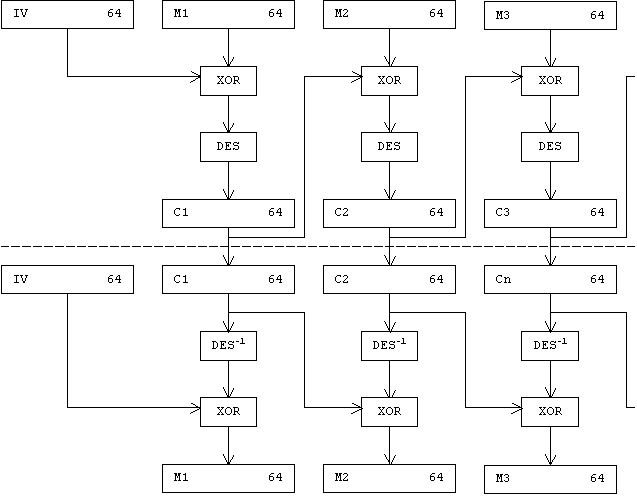 IV 64 M1 64 M2 64 M3 64
XOR XOR XOR
DES DES DES
C1 64 C2 64 C3 64
IV 64 C1 64 C2 64 Cn 64
DES-1 DES-1 DES-1
XOR XOR XOR
M1 64 M2 64 M3 64